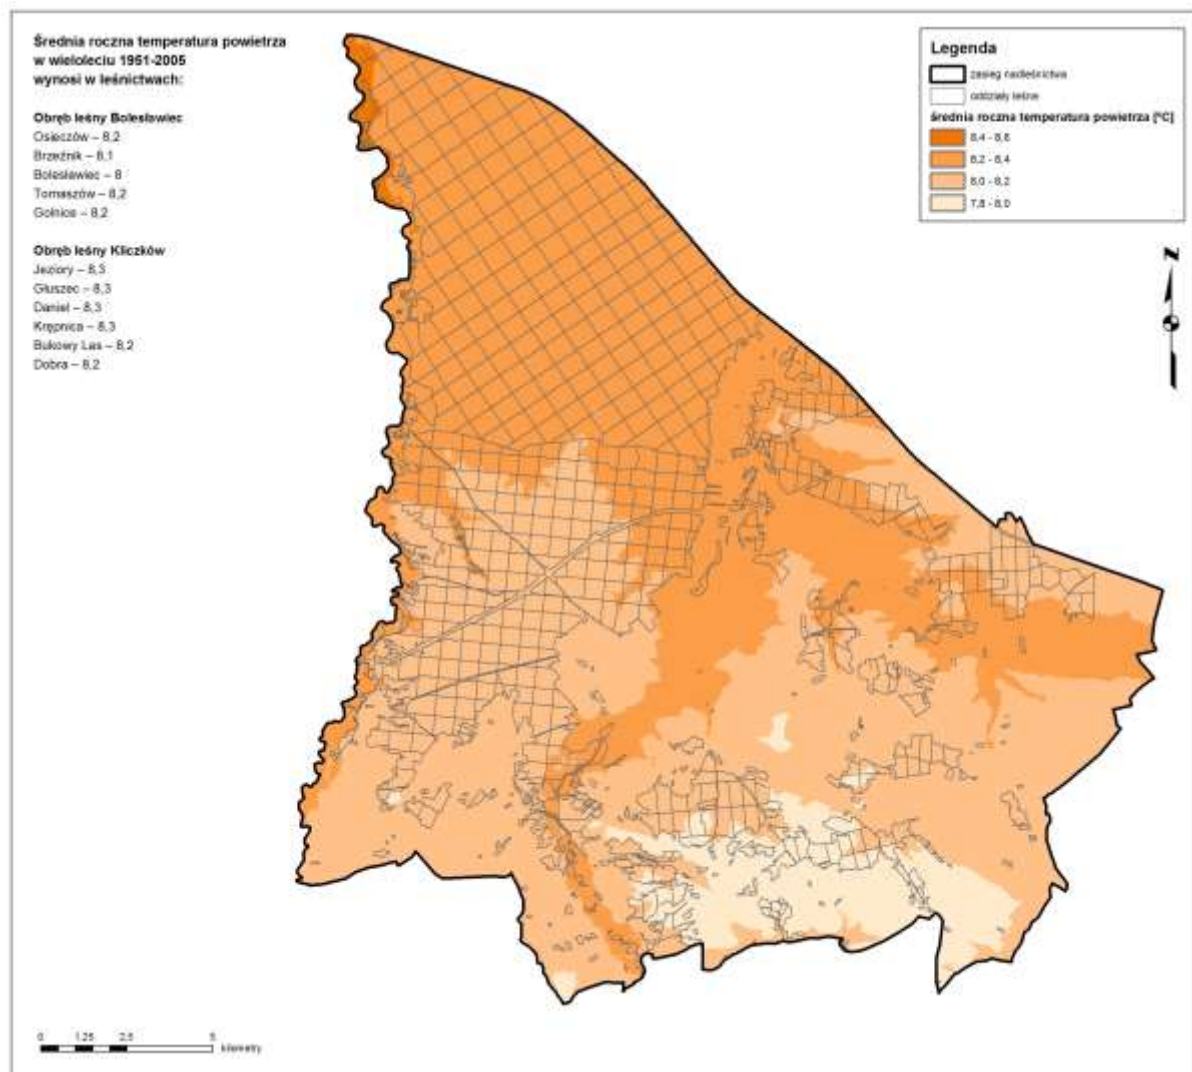 Średnia roczna temperatura powietrza
w wieloleciu 1951-2005
wynosi w leśnictwach:
Obręb leśny Bolesławiec
Osieczów – 8,2
Brzeźnik – 8,1
Bolesławiec – 8
Tomaszów – 8,2
Golnice – 8,2
Obręb leśny Kliczków
Jeziory – 8,3
Głuszec – 8,3
Daniel – 8,3
Krępnica – 8,3
Bukowy Las – 8,2
Dobra – 8,2
Legenda
zasięg nadleśnictwa
oddziały leśne
średnia roczna temperatura powietrza [°C]
8,4 - 8,6
8,2 - 8,4
8,0 - 8,2
7,8 - 8,0
N
0 1,25 2,5 5
kilometry